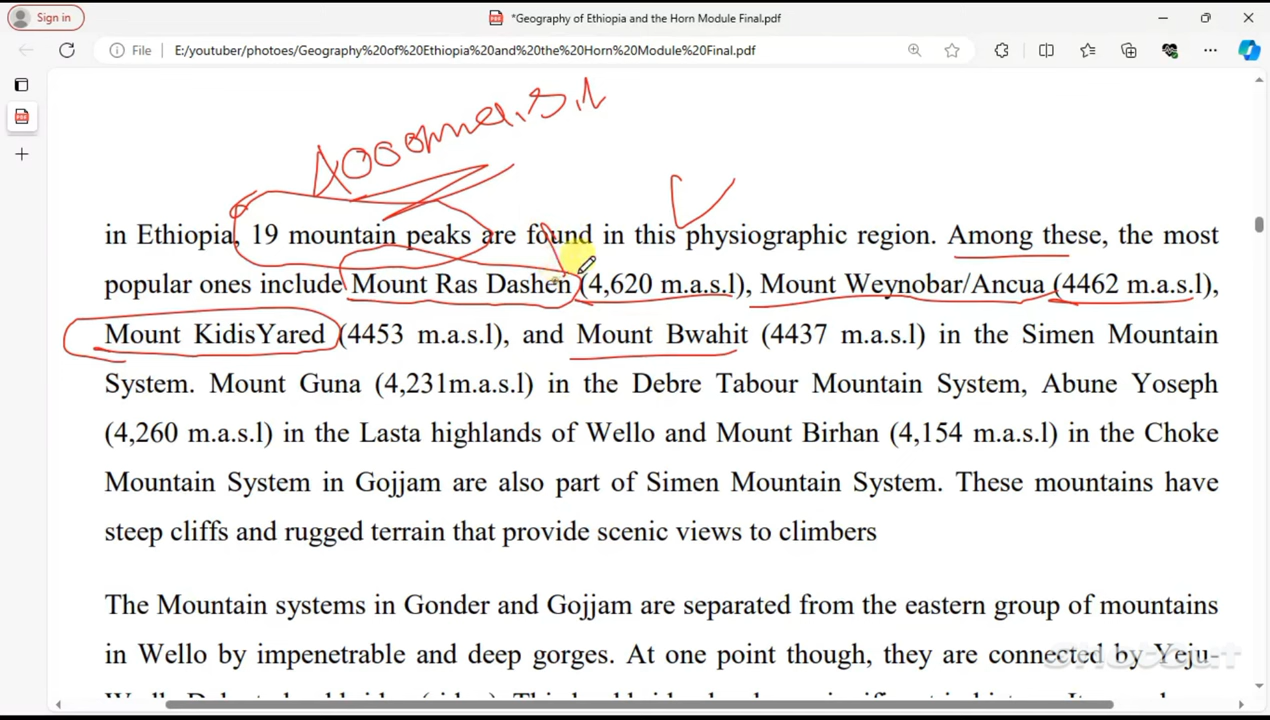 Sign in
*Geography of Ethiopia and the Horn Module Final.pdf
File
E:/youtuber/photoes/Geography%20of%20Ethiopia%20and%20the%20Horn%20Module%20Final.pdf
4000 m.a.s.l
in Ethiopia, 19 mountain peaks are found in this physiographic region. Among these, the most
popular ones include Mount Ras Dashen (4,620 m.a.s.l), Mount Weynobar/Ancua (4462 m.a.s.l),
Mount KidisYared (4453 m.a.s.l), and Mount Bwahit (4437 m.a.s.l) in the Simen Mountain
System. Mount Guna (4,231m.a.s.l) in the Debre Tabour Mountain System, Abune Yoseph
(4,260 m.a.s.l) in the Lasta highlands of Wello and Mount Birhan (4,154 m.a.s.l) in the Choke
Mountain System in Gojjam are also part of Simen Mountain System. These mountains have
steep cliffs and rugged terrain that provide scenic views to climbers
The Mountain systems in Gonder and Gojjam are separated from the eastern group of mountains
in Wello by impenetrable and deep gorges. At one point though, they are connected by Yeju-